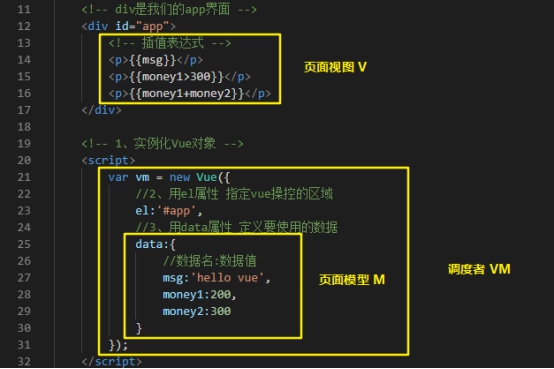 11 <!-- div是我们的app界面 -->
12 <div id="app">
13 <!-- 插值表达式 -->
14 <p>{{msg}}</p>
15 <p>{{money1>300}}</p>
16 <p>{{money1+money2}}</p>
页面视图 V
17 </div>
18
19 <!-- 1、实例化Vue对象 -->
20 <script>
21 var vm = new Vue({
22 //2、用el属性 指定vue操控的区域
23 el:'#app',
24 //3、用data属性 定义要使用的数据
25 data:{
26 //数据名:数据值
27 msg:'hello vue',
28 money1:200,
29 money2:300
30 }
页面模型 M
调度者 VM
31 });
32 </script>